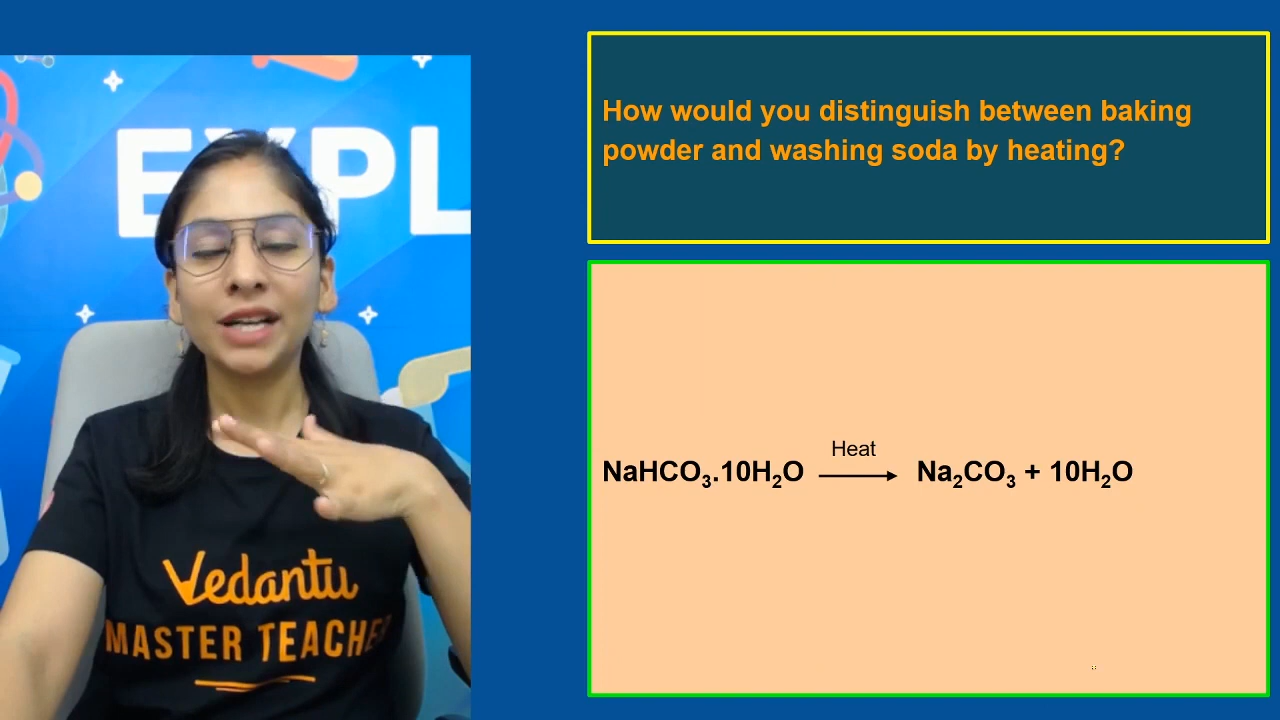 EXPL
Vedantu
MASTER TEACHER
How would you distinguish between baking
powder and washing soda by heating?
Heat
NaHCO₃.10H₂O ⟶ Na₂CO₃ + 10H₂O